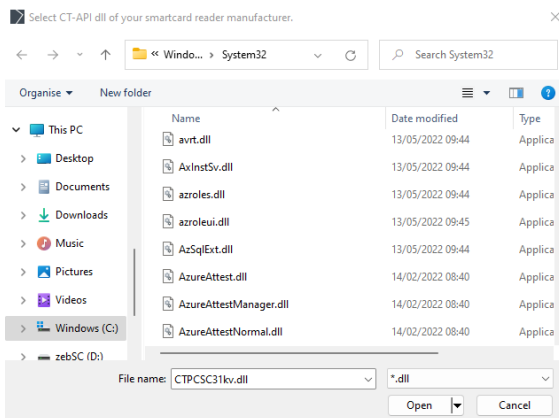 Select CT-API dll of your smartcard reader manufacturer.
« Windo... › System32
Search System32
Organise New folder
Name Date modified Type
This PC
Desktop
Documents
Downloads
Music
Pictures
Videos
Windows (C:)
zebSC (D:)
avrt.dll 13/05/2022 09:44 Applica
AxInstSv.dll 13/05/2022 09:44 Applica
azroles.dll 13/05/2022 09:44 Applica
azroleui.dll 13/05/2022 09:45 Applica
AzSqlExt.dll 13/05/2022 09:44 Applica
AzureAttest.dll 14/02/2022 08:40 Applica
AzureAttestManager.dll 14/02/2022 08:40 Applica
AzureAttestNormal.dll 14/02/2022 08:40 Applica
File name: CTPCSC31kv.dll *.dll
Open Cancel